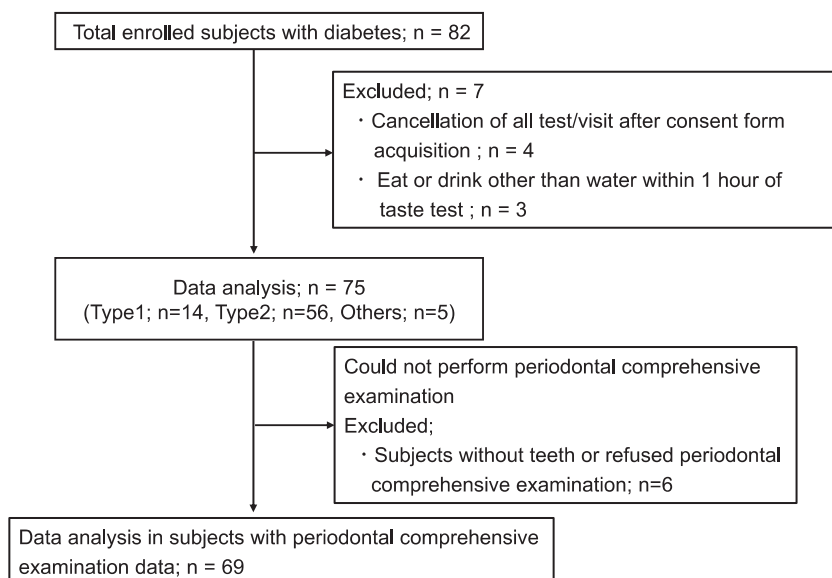 Total enrolled subjects with diabetes; n = 82
Excluded; n = 7
・Cancellation of all test/visit after consent form
acquisition ; n = 4
・Eat or drink other than water within 1 hour of
taste test ; n = 3
Data analysis; n = 75
(Type1; n=14, Type2; n=56, Others; n=5)
Could not perform periodontal comprehensive
examination
Excluded;
・Subjects without teeth or refused periodontal
comprehensive examination; n=6
Data analysis in subjects with periodontal comprehensive
examination data; n = 69